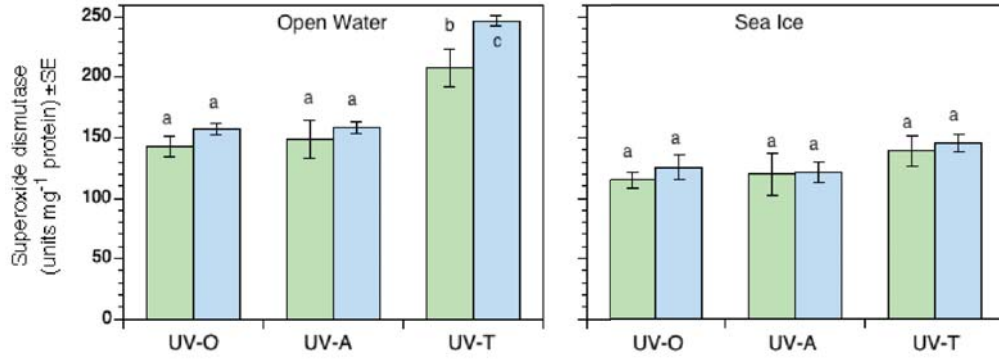 Superoxide dismutase
(units mg-1 protein) ±SE
250
200
150
100
50
0
Open Water
a
a
a
a
b
c
UV-O
UV-A
UV-T
Sea Ice
a
a
a
a
a
a
UV-O
UV-A
UV-T